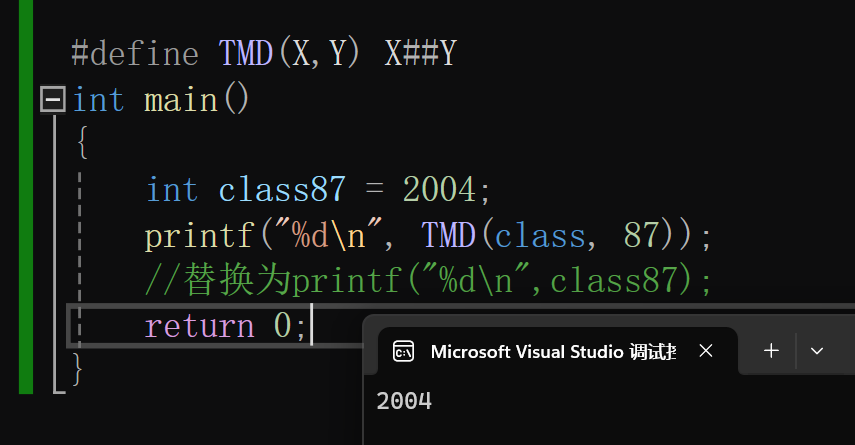 #define TMD(X,Y) X##Y
int main()
{
int class87 = 2004;
printf("%d\n", TMD(class, 87));
//替换为printf("%d\n",class87);
return 0;
}
Microsoft Visual Studio 调试
2004